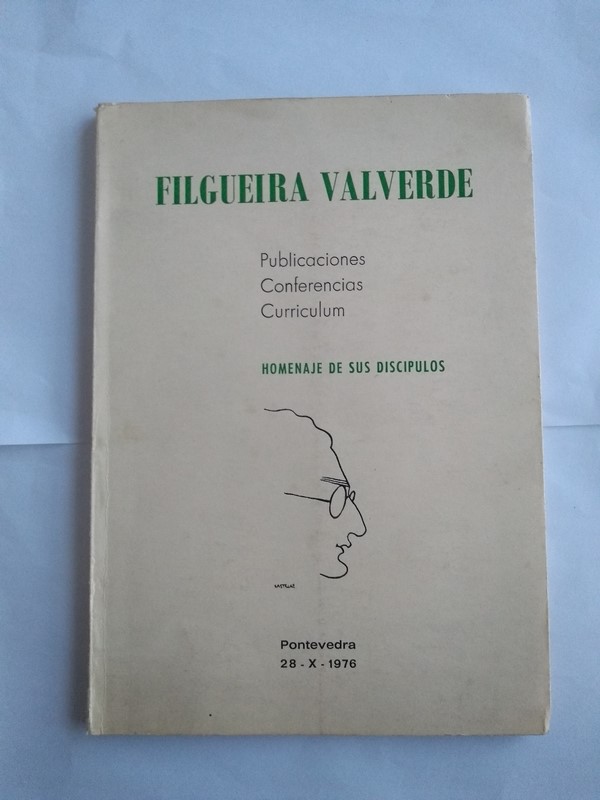 FILGUEIRA VALVERDE
Publicaciones
Conferencias
Curriculum
HOMENAJE DE SUS DISCIPULOS
Pontevedra
28 - X - 1976